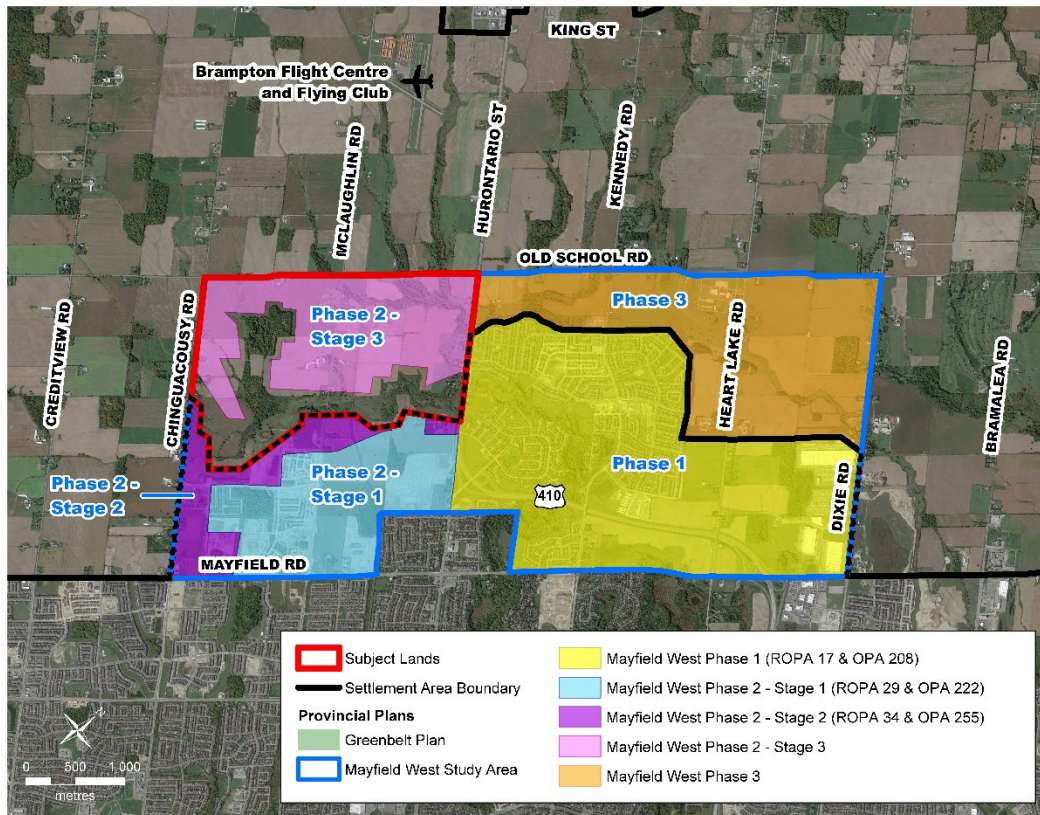 KING ST
Brampton Flight Centre
and Flying Club
MCLAUGHLIN RD
HURONTARIO ST
KENNEDY RD
OLD SCHOOL RD
CREDITVIEW RD
CHINGUACOUSY RD
Phase 2 -
Stage 3
Phase 3
HEART LAKE RD
BRAMALEA RD
Phase 2 -
Stage 2
Phase 2 -
Stage 1
Phase 1
410
DIXIE RD
MAYFIELD RD
Subject Lands
Settlement Area Boundary
Provincial Plans
Greenbelt Plan
Mayfield West Study Area
Mayfield West Phase 1 (ROPA 17 & OPA 208)
Mayfield West Phase 2 - Stage 1 (ROPA 29 & OPA 222)
Mayfield West Phase 2 - Stage 2 (ROPA 34 & OPA 255)
Mayfield West Phase 2 - Stage 3
Mayfield West Phase 3
N
0 500 1,000
metres